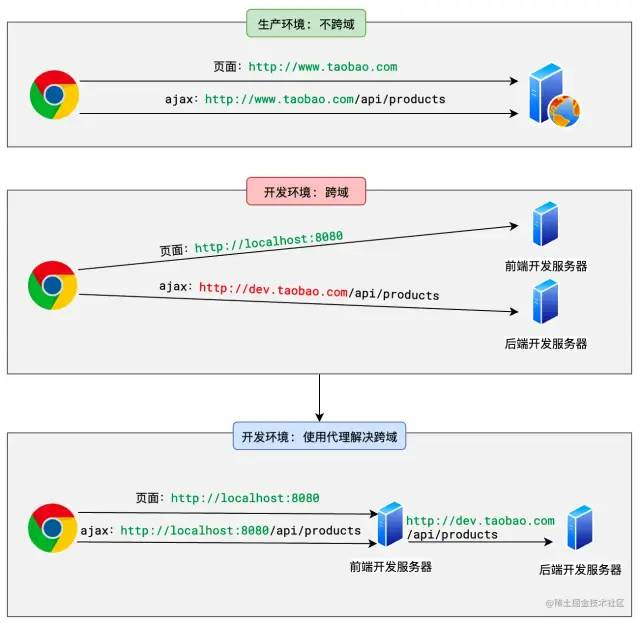 生产环境：不跨域
页面：http://www.taobao.com
ajax：http://www.taobao.com/api/products
开发环境：跨域
页面：http://localhost:8080
前端开发服务器
ajax：http://dev.taobao.com/api/products
后端开发服务器
开发环境：使用代理解决跨域
页面：http://localhost:8080
ajax：http://localhost:8080/api/products
http://dev.taobao.com
/api/products
前端开发服务器
后端开发服务器
@稀土掘金技术社区